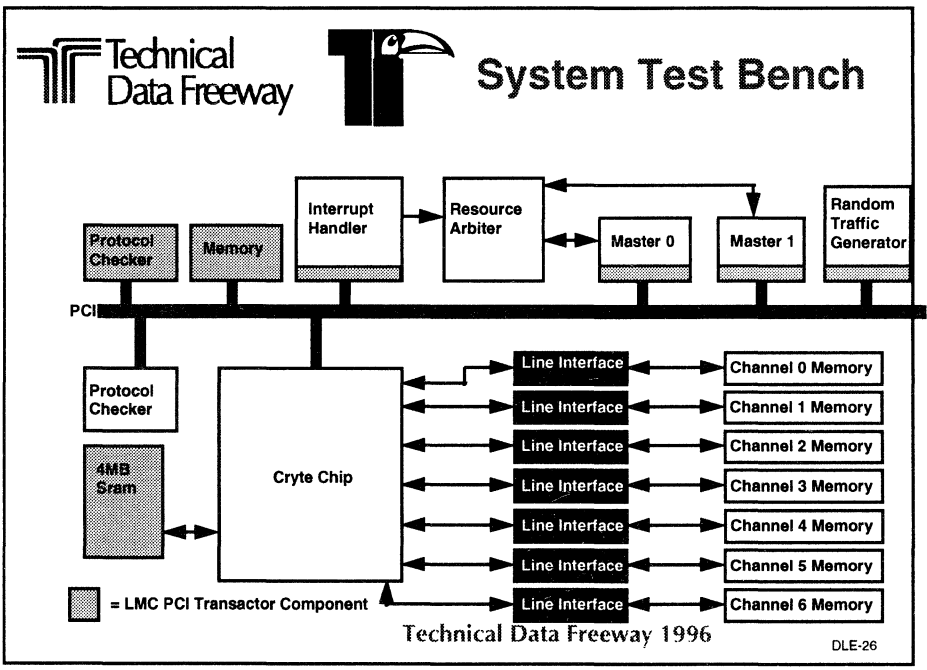 Technical
Data Freeway
System Test Bench
Protocol
Checker
Memory
Interrupt
Handler
Resource
Arbiter
Master 0
Master 1
Random
Traffic
Generator
PCI
Protocol
Checker
4MB
Sram
Cryte Chip
Line Interface
Channel 0 Memory
Line Interface
Channel 1 Memory
Line Interface
Channel 2 Memory
Line Interface
Channel 3 Memory
Line Interface
Channel 4 Memory
Line Interface
Channel 5 Memory
Line Interface
Channel 6 Memory
= LMC PCI Transactor Component
Technical Data Freeway 1996
DLE-26